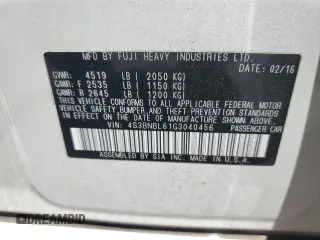 MFD BY FUJI HEAVY INDUSTRIES LTD.
DATE: 02/16
GVWR: 4519 LB ( 2050 KG)
GAWR: F 2535 LB ( 1150 KG)
GAWR: R 2645 LB ( 1200 KG)
THIS VEHICLE CONFORMS TO ALL APPLICABLE FEDERAL MOTOR
VEHICLE SAFETY, BUMPER, AND THEFT PREVENTION STANDARDS
IN EFFECT ON THE DATE OF MANUFACTURE SHOWN ABOVE.
VIN: 4S3BNBL61G3040456 PASSENGER CAR
ASSEMBLED BY SIA INC. MADE IN U.S.A.
© DREAMBID.COM